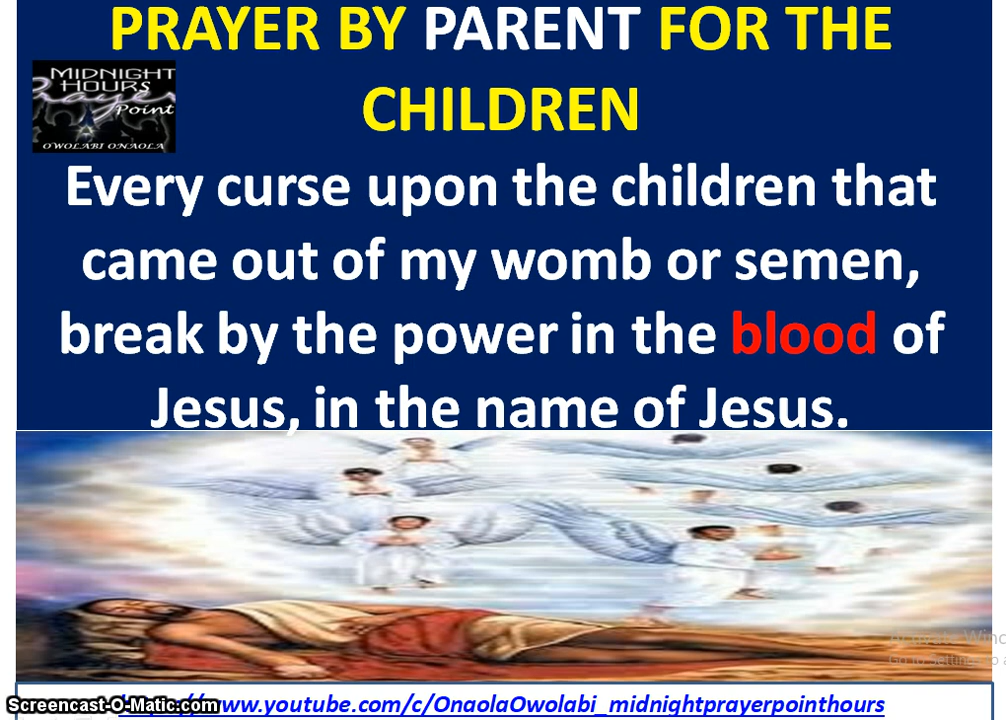 PRAYER BY PARENT FOR THE
CHILDREN
MIDNIGHT
HOURS
Prayer
Point
OWOLABI ONAOLA
Every curse upon the children that
came out of my womb or semen,
break by the power in the blood of
Jesus, in the name of Jesus.
Screencast-O-Matic.com
www.youtube.com/c/OnaolaOwolabi_midnightprayerpointhours